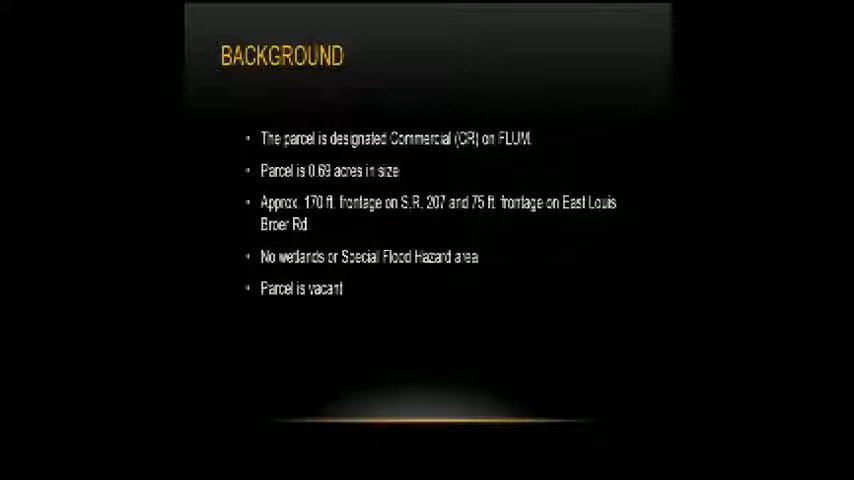 BACKGROUND
• The parcel is designated Commercial (CR) on FLUM.
• Parcel is 0.69 acres in size
• Approx. 170 ft. frontage on S.R. 207 and 75 ft. frontage on East Louis
Broer Rd.
• No wetlands or Special Flood Hazard area
• Parcel is vacant